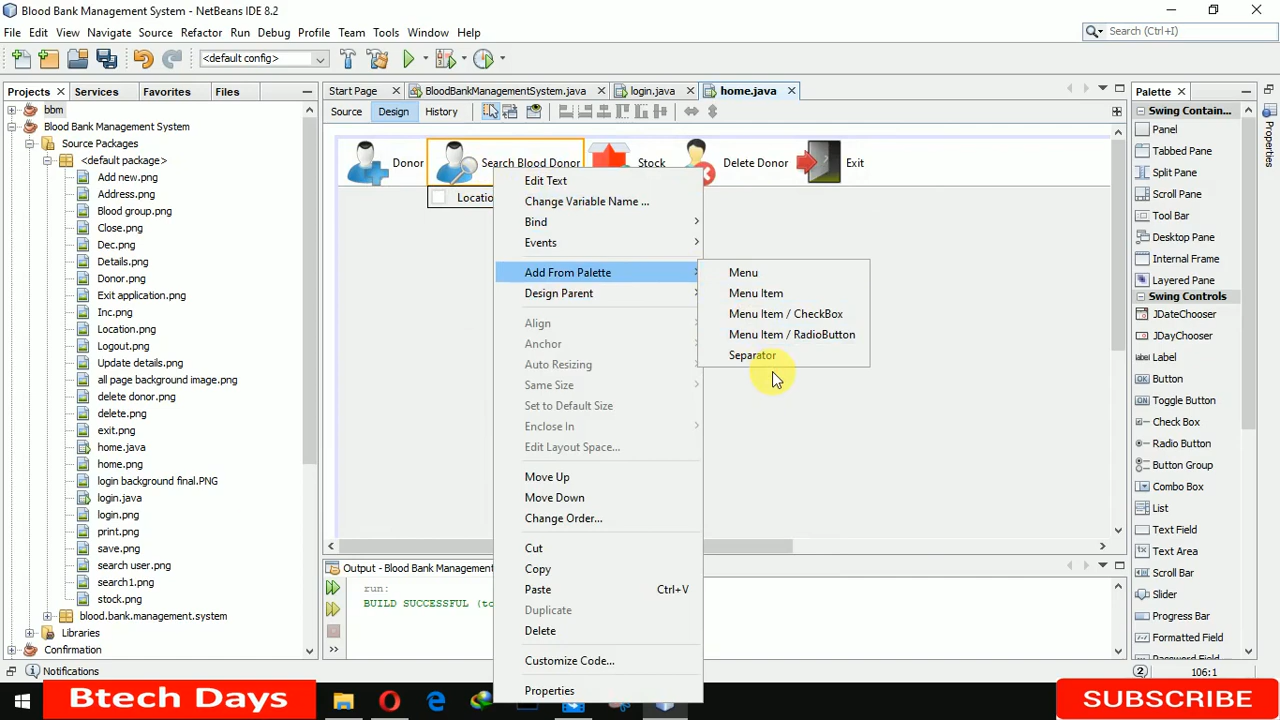 Blood Bank Management System - NetBeans IDE 8.2
File Edit View Navigate Source Refactor Run Debug Profile Team Tools Window Help
Search (Ctrl+I)
<default config>
Projects Services Favorites Files
Start Page BloodBankManagementSystem.java login.java home.java
Palette
Source Design History
bbm
Blood Bank Management System
Source Packages
<default package>
Add new.png
Address.png
Blood group.png
Close.png
Dec.png
Details.png
Donor.png
Exit application.png
Inc.png
Location.png
Logout.png
Update details.png
all page background image.png
delete donor.png
delete.png
exit.png
home.java
home.png
login background final.PNG
login.java
login.png
print.png
save.png
search user.png
search1.png
stock.png
blood.bank.management.system
Libraries
Confirmation
Donor Search Blood Donor Stock Delete Donor Exit
Locatio
Edit Text
Change Variable Name ...
Bind
Events
Add From Palette
Design Parent
Align
Anchor
Auto Resizing
Same Size
Set to Default Size
Enclose In
Edit Layout Space...
Move Up
Move Down
Change Order...
Cut
Copy
Paste Ctrl+V
Duplicate
Delete
Customize Code...
Properties
Menu
Menu Item
Menu Item / CheckBox
Menu Item / RadioButton
Separator
Output - Blood Bank Management
run:
BUILD SUCCESSFUL (to
Swing Contain...
Panel
Tabbed Pane
Split Pane
Scroll Pane
Tool Bar
Desktop Pane
Internal Frame
Layered Pane
Swing Controls
JDateChooser
JDayChooser
Label
Button
Toggle Button
Check Box
Radio Button
Button Group
Combo Box
List
Text Field
Text Area
Scroll Bar
Slider
Progress Bar
Formatted Field
Password Field
Properties
Notifications
2
106:1
Btech Days
SUBSCRIBE